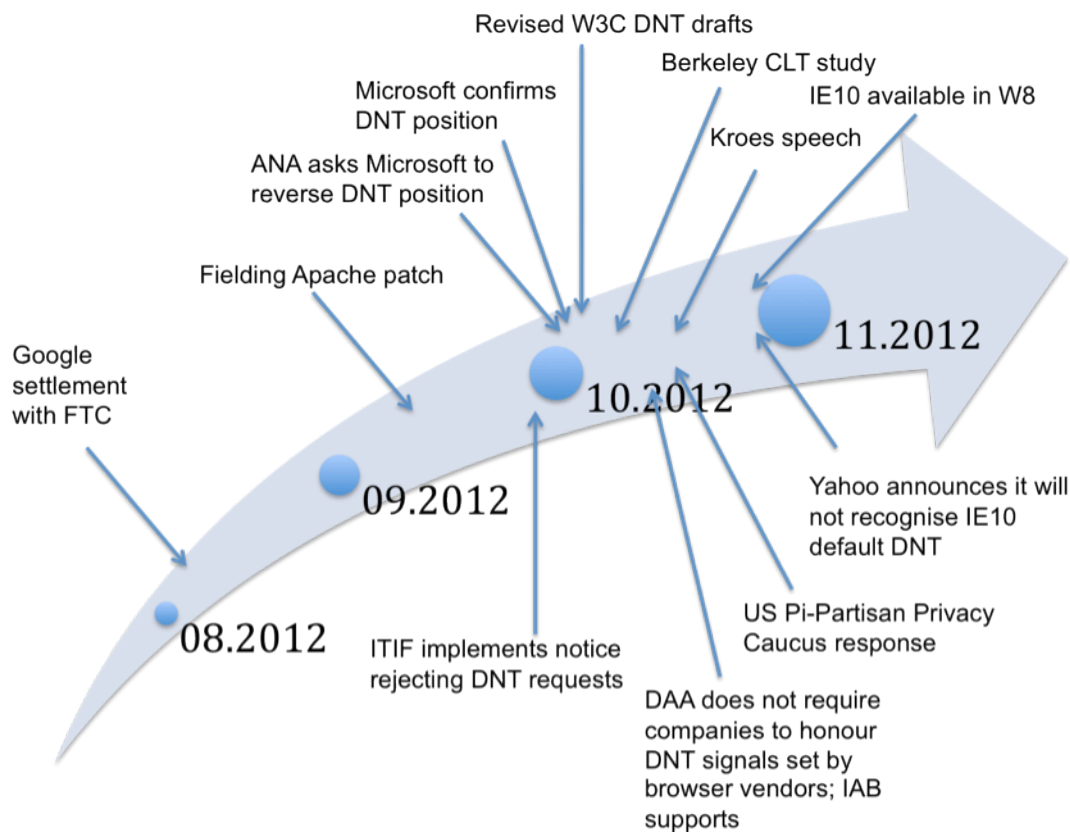 Revised W3C DNT drafts
Berkeley CLT study
Microsoft confirms
DNT position
IE10 available in W8
Kroes speech
ANA asks Microsoft to
reverse DNT position
Fielding Apache patch
Google
settlement
with FTC
11.2012
10.2012
09.2012
08.2012
Yahoo announces it will
not recognise IE10
default DNT
US Pi-Partisan Privacy
Caucus response
ITIF implements notice
rejecting DNT requests
DAA does not require
companies to honour
DNT signals set by
browser vendors; IAB
supports